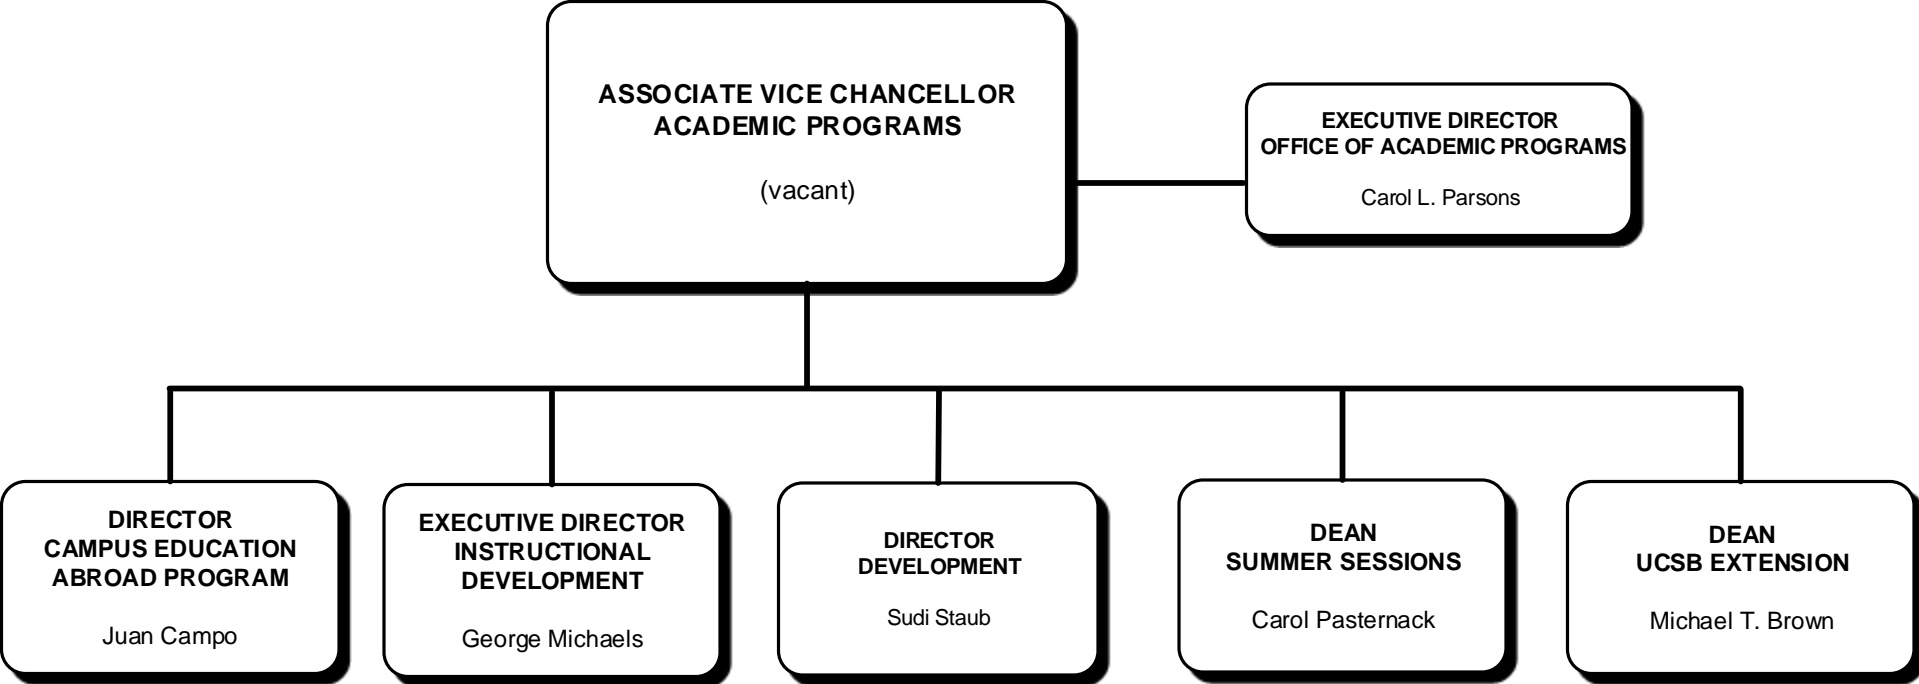 ASSOCIATE VICE CHANCELLOR
ACADEMIC PROGRAMS
(vacant)
EXECUTIVE DIRECTOR
OFFICE OF ACADEMIC PROGRAMS
Carol L. Parsons
DIRECTOR
CAMPUS EDUCATION
ABROAD PROGRAM
Juan Campo
EXECUTIVE DIRECTOR
INSTRUCTIONAL
DEVELOPMENT
George Michaels
DIRECTOR
DEVELOPMENT
Sudi Staub
DEAN
SUMMER SESSIONS
Carol Pasternack
DEAN
UCSB EXTENSION
Michael T. Brown